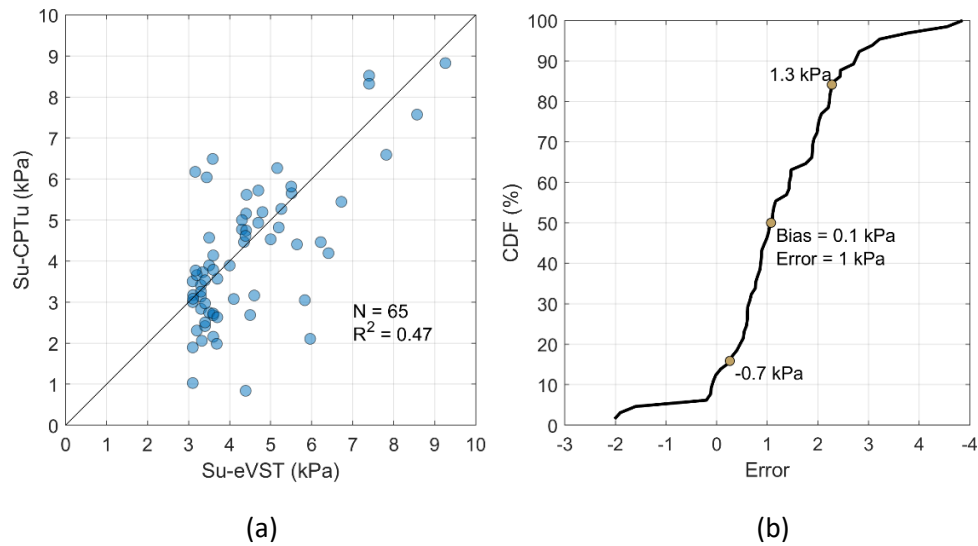 10
9
8
7
6
5
4
3
2
1
0
Su-CPTu (kPa)
N = 65
R² = 0.47
0 1 2 3 4 5 6 7 8 9 10
Su-eVST (kPa)
(a)
100
90
80
70
60
50
40
30
20
10
0
CDF (%)
1.3 kPa
Bias = 0.1 kPa
Error = 1 kPa
-0.7 kPa
-3 -2 -1 0 1 2 3 -4
Error
(b)